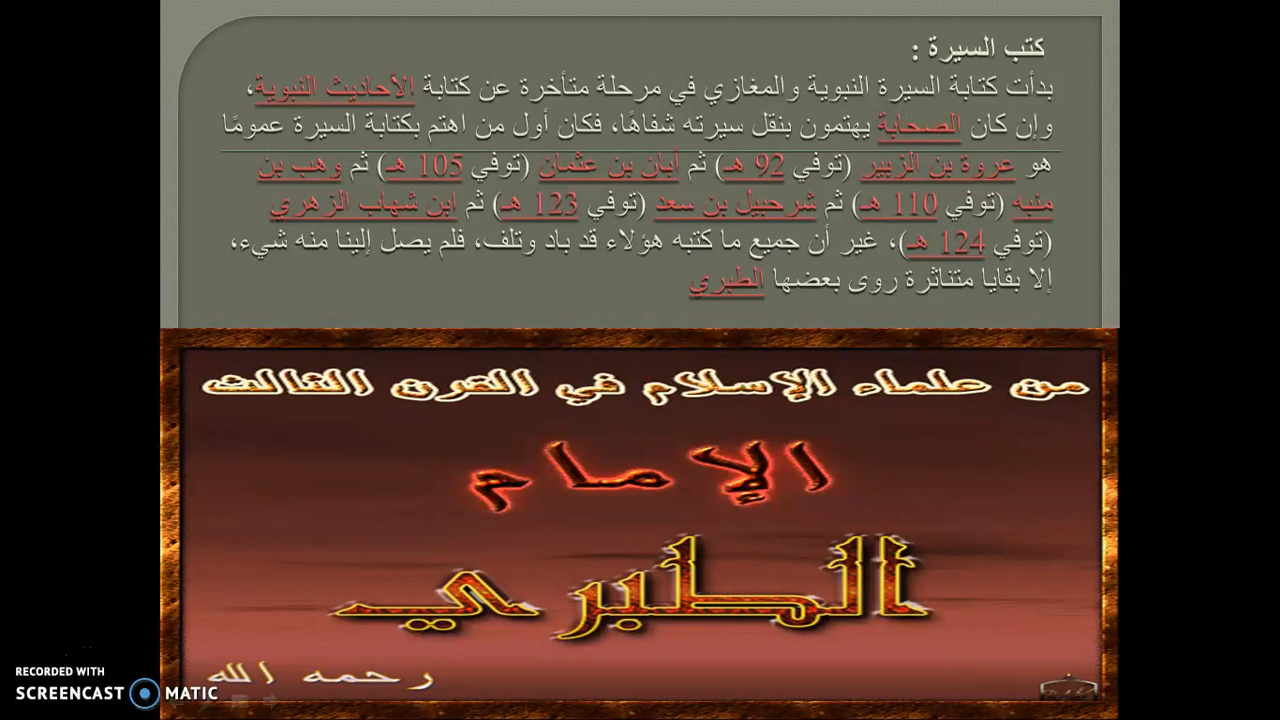 كتب السيرة :
بدأت كتابة السيرة النبوية والمغازي في مرحلة متأخرة عن كتابة الأحاديث النبوية،
وإن كان الصحابة يهتمون بنقل سيرته شفاهًا، فكان أول من اهتم بكتابة السيرة عمومًا
هو عروة بن الزبير (توفي 92 هـ) ثم أبان بن عثمان (توفي 105 هـ) ثم وهب بن
منبه (توفي 110 هـ) ثم شرحبيل بن سعد (توفي 123 هـ) ثم ابن شهاب الزهري
(توفي 124 هـ)، غير أن جميع ما كتبه هؤلاء قد باد وتلف، فلم يصل إلينا منه شيء،
إلا بقايا متناثرة روى بعضها الطبري
من علماء الإسلام في القرن الثالث
الإمام
الطبري
رحمه الله
RECORDED WITH
SCREENCAST MATIC